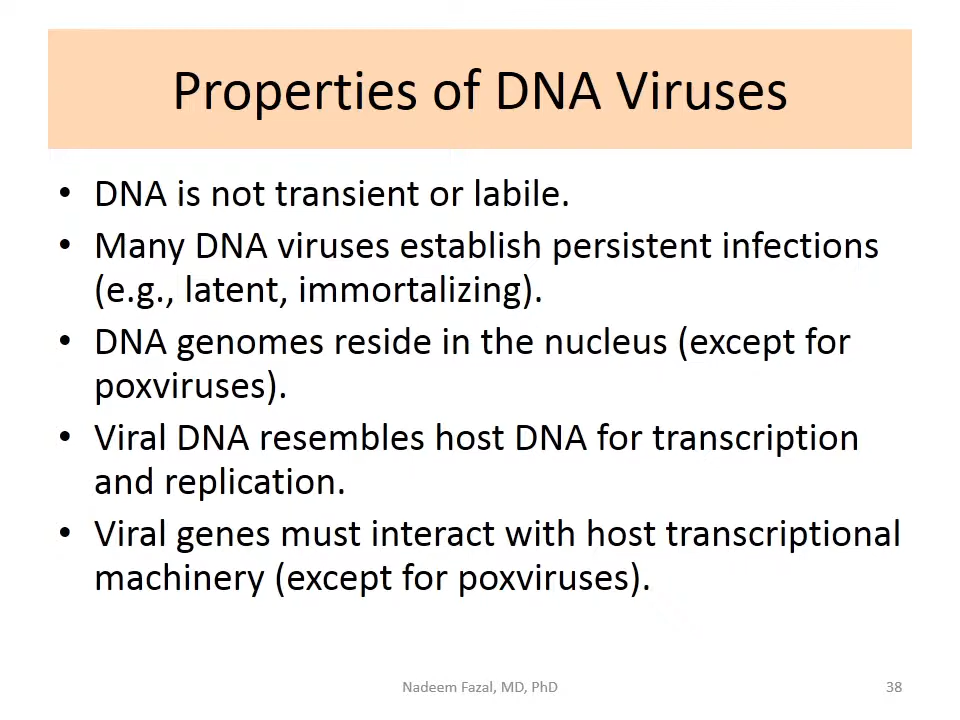 Properties of DNA Viruses
• DNA is not transient or labile.
• Many DNA viruses establish persistent infections
(e.g., latent, immortalizing).
• DNA genomes reside in the nucleus (except for
poxviruses).
• Viral DNA resembles host DNA for transcription
and replication.
• Viral genes must interact with host transcriptional
machinery (except for poxviruses).
Nadeem Fazal, MD, PhD
38